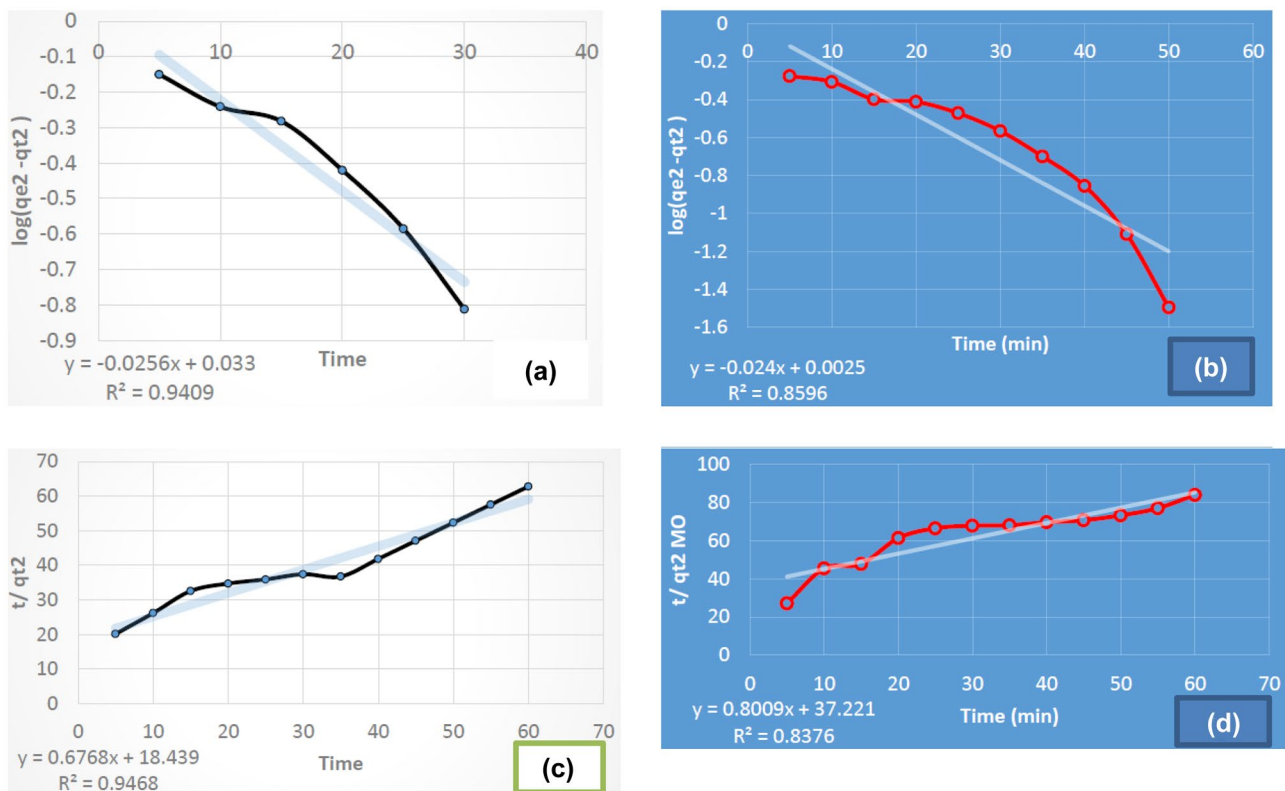 0
0 10 20 30 40
-0.1
-0.2
-0.3
-0.4
-0.5
-0.6
-0.7
-0.8
-0.9
log(qe2 -qt2 )
Time
y = -0.0256x + 0.033
R² = 0.9409
(a)
0
0 10 20 30 40 50 60
-0.2
-0.4
-0.6
-0.8
-1
-1.2
-1.4
-1.6
log(qe2 -qt2 )
Time (min)
y = -0.024x + 0.0025
R² = 0.8596
(b)
70
60
50
40
30
20
10
0
t/ qt2
0 10 20 30 40 50 60 70
Time
y = 0.6768x + 18.439
R² = 0.9468
(c)
100
80
60
40
20
0
t/ qt2 MO
0 10 20 30 40 50 60 70
Time (min)
y = 0.8009x + 37.221
R² = 0.8376
(d)